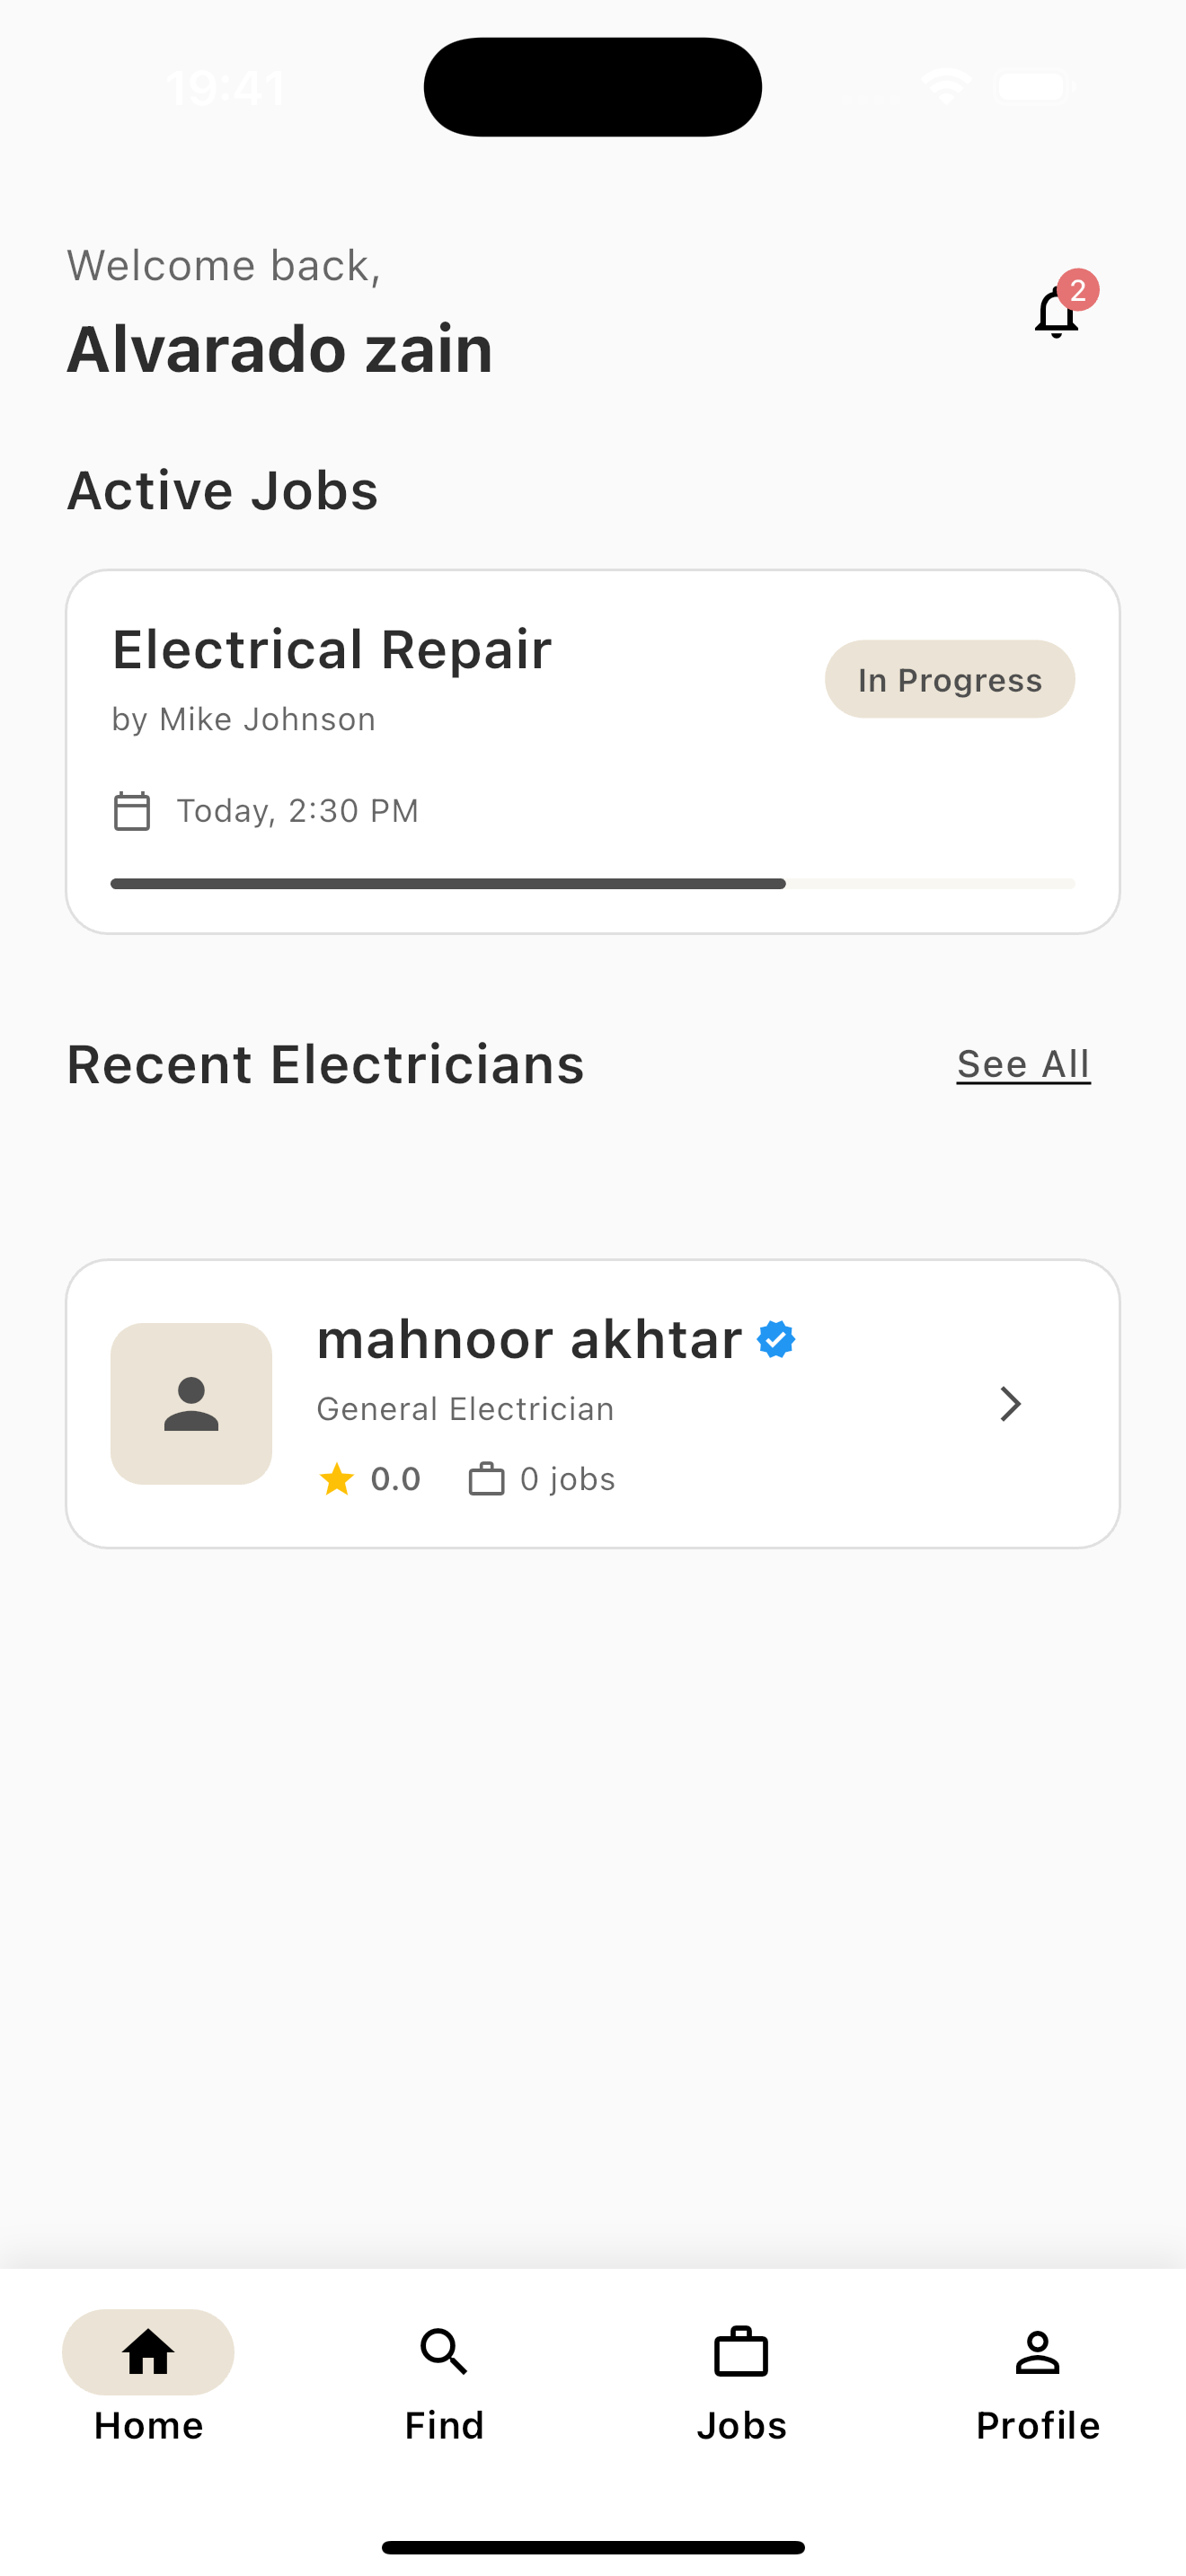 19:41
Welcome back,
Alvarado zain
2
Active Jobs
Electrical Repair
by Mike Johnson
In Progress
Today, 2:30 PM
Recent Electricians
See All
mahnoor akhtar
General Electrician
0.0
0 jobs
Home
Find
Jobs
Profile